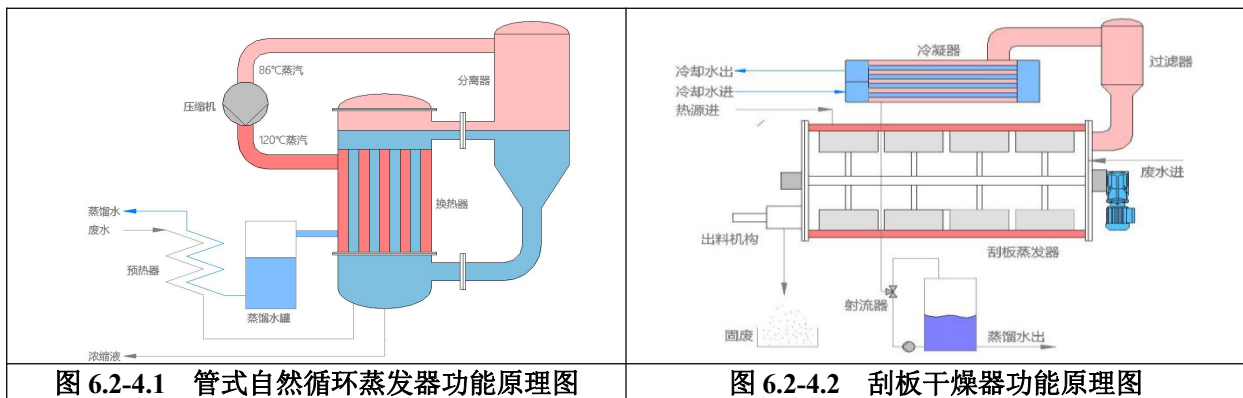 86℃蒸汽
分离器
压缩机
120℃蒸汽
换热器
蒸馏水
废水
预热器
蒸馏水罐
浓缩液
图 6.2-4.1 管式自然循环蒸发器功能原理图
冷凝器
过滤器
冷却水出
冷却水进
热源进
废水进
出料机构
刮板蒸发器
射流器
固废
蒸馏水出
图 6.2-4.2 刮板干燥器功能原理图